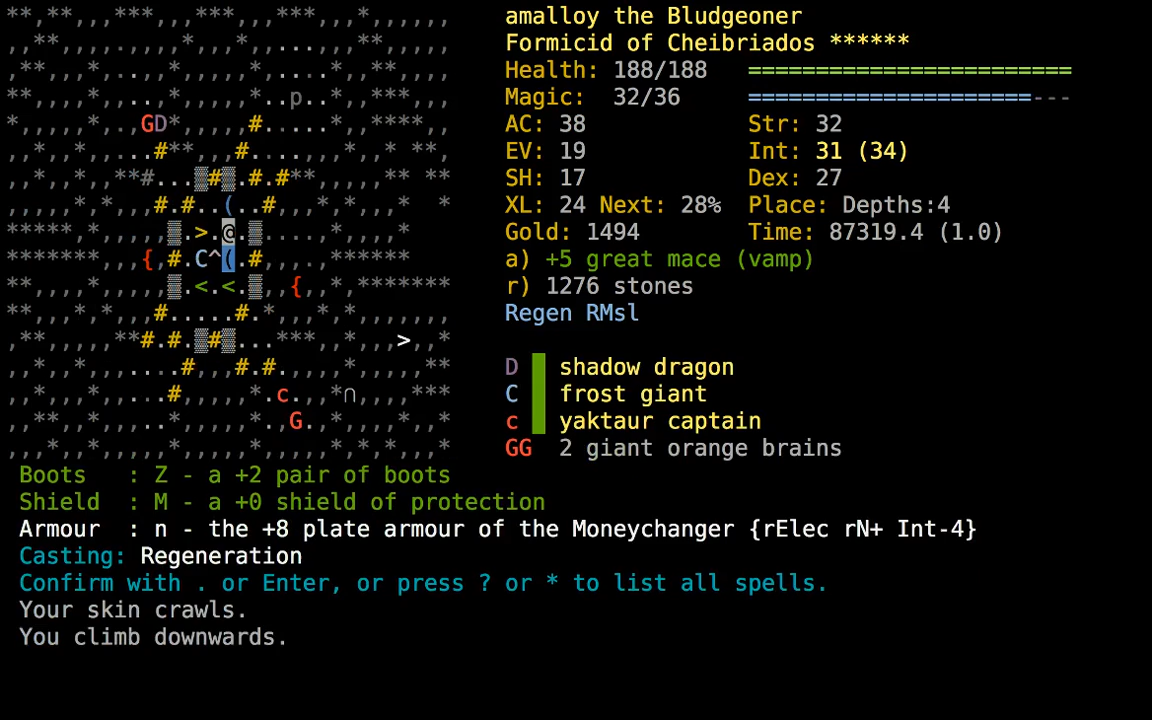 amalloy the Bludgeoner
Formicid of Cheibriados ******
Health: 188/188
Magic: 32/36
AC: 38 Str: 32
EV: 19 Int: 31 (34)
SH: 17 Dex: 27
XL: 24 Next: 28% Place: Depths:4
Gold: 1494 Time: 87319.4 (1.0)
a) +5 great mace (vamp)
r) 1276 stones
Regen RMsl
D shadow dragon
C frost giant
c yaktaur captain
GG 2 giant orange brains
Boots : Z - a +2 pair of boots
Shield : M - a +0 shield of protection
Armour : n - the +8 plate armour of the Moneychanger {rElec rN+ Int-4}
Casting: Regeneration
Confirm with . or Enter, or press ? or * to list all spells.
Your skin crawls.
You climb downwards.